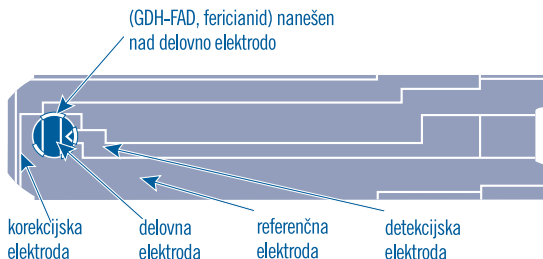 (GDH-FAD, fericianid) nanešen
nad delovno elektrodo
korekcijska
elektroda
delovna
elektroda
referenčna
elektroda
detekcijska
elektroda